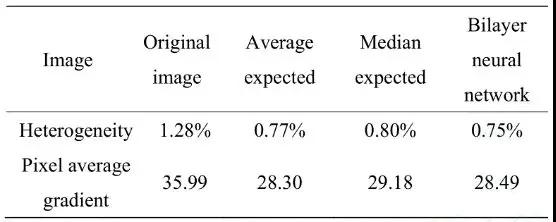 Image Original image Average expected Median expected Bilayer neural network
Heterogeneity 1.28% 0.77% 0.80% 0.75%
Pixel average gradient 35.99 28.30 29.18 28.49